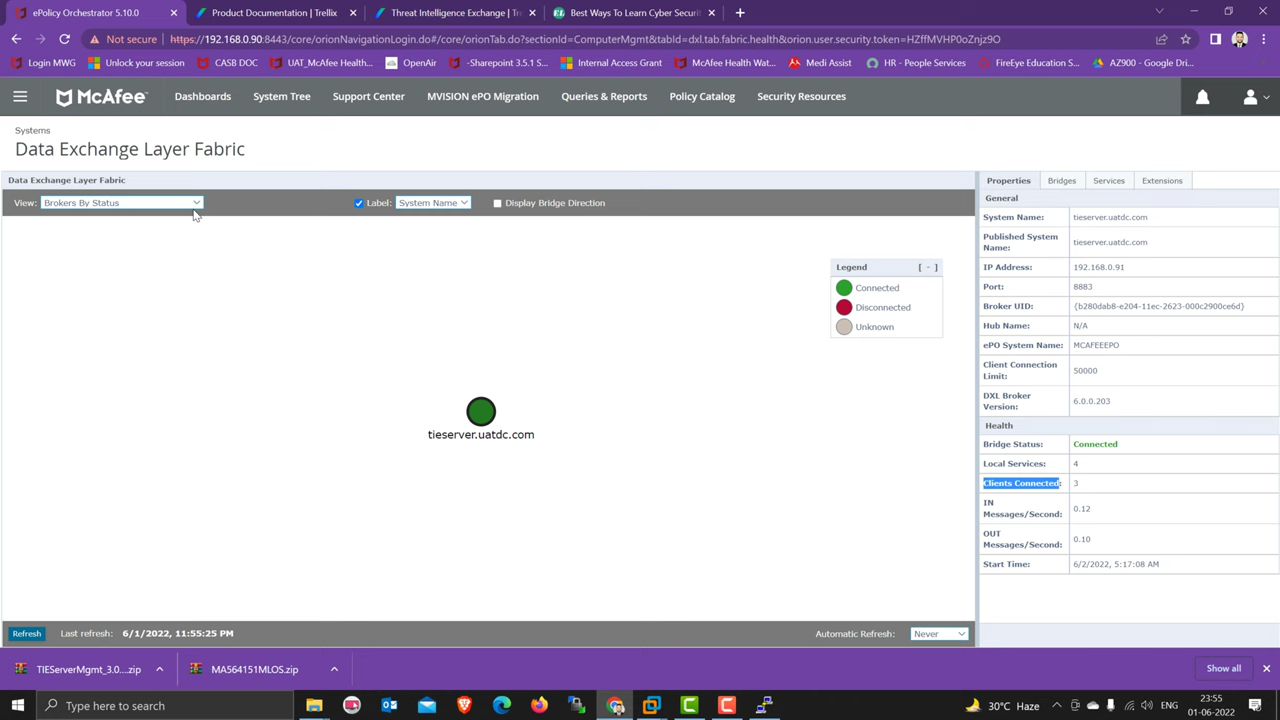 ePolicy Orchestrator 5.10.0
Product Documentation | Trellix
Threat Intelligence Exchange | Tr
Best Ways To Learn Cyber Securi
Not secure
https://192.168.0.90:8443/core/orionNavigationLogin.do#/core/orionTab.do?sectionId=ComputerMgmt&tabId=dxl.tab.fabric.health&orion.user.security.token=HZffMVHP0oZnjz9O
Login MWG
Unlock your session
CASB DOC
UAT_McAfee Health...
OpenAir
-Sharepoint 3.5.1 S...
Internal Access Grant
McAfee Health Wat...
Medi Assist
HR - People Services
FireEye Education S...
AZ900 - Google Driv...
McAfee™
Dashboards
System Tree
Support Center
MVISION ePO Migration
Queries & Reports
Policy Catalog
Security Resources
Systems
Data Exchange Layer Fabric
Data Exchange Layer Fabric
View: Brokers By Status
Label: System Name
Display Bridge Direction
Legend [ - ]
Connected
Disconnected
Unknown
tieserver.uatdc.com
Refresh
Last refresh: 6/1/2022, 11:55:25 PM
Automatic Refresh: Never
Properties Bridges Services Extensions
General
System Name: tieserver.uatdc.com
Published System Name: tieserver.uatdc.com
IP Address: 192.168.0.91
Port: 8883
Broker UID: {b280dab8-e204-11ec-2623-000c2900ce6d}
Hub Name: N/A
ePO System Name: MCAFEEEPO
Client Connection Limit: 50000
DXL Broker Version: 6.0.0.203
Health
Bridge Status: Connected
Local Services: 4
Clients Connected: 3
IN Messages/Second: 0.12
OUT Messages/Second: 0.10
Start Time: 6/2/2022, 5:17:08 AM
TIEServerMgmt_3.0....zip
MA564151MLOS.zip
Show all
Type here to search
30°C Haze
ENG
23:55
01-06-2022